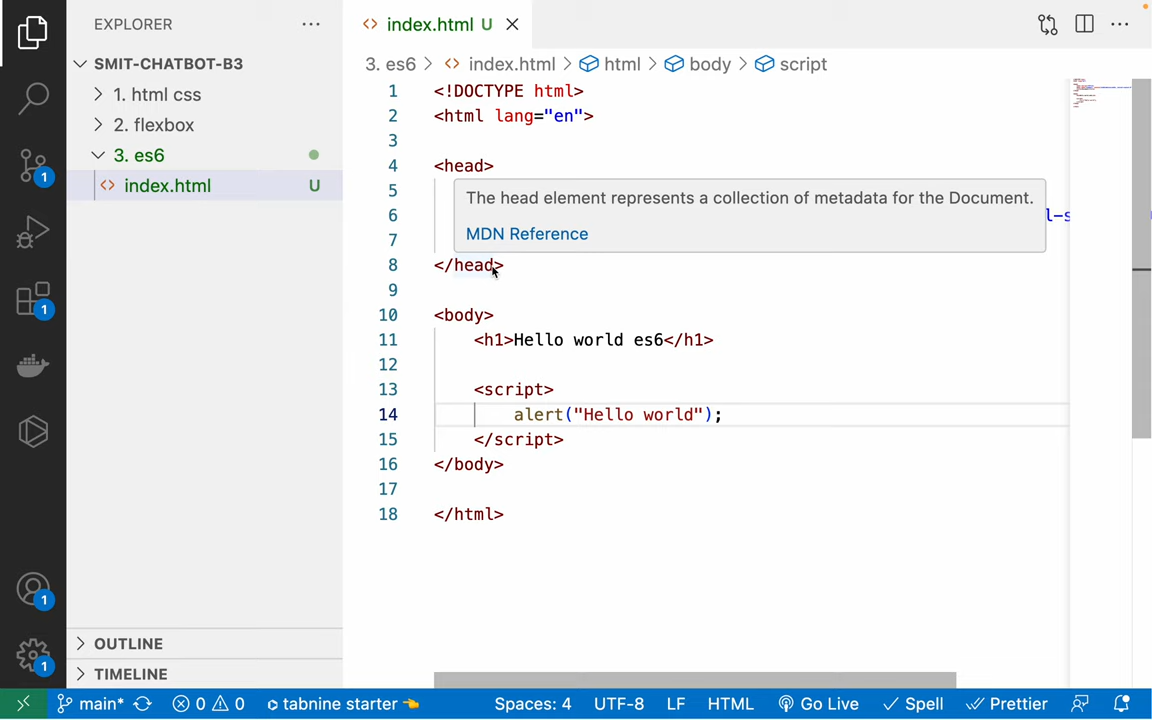 EXPLORER
index.html U
SMIT-CHATBOT-B3
1. html css
2. flexbox
3. es6
index.html U
3. es6 > index.html > html > body > script
1 <!DOCTYPE html>
2 <html lang="en">
3
4 <head>
5
The head element represents a collection of metadata for the Document.
6
MDN Reference
7
8 </head>
9
10 <body>
11 <h1>Hello world es6</h1>
12
13 <script>
14 alert("Hello world");
15 </script>
16 </body>
17
18 </html>
1
1
1
1
OUTLINE
TIMELINE
main* 0 0 tabnine starter Spaces: 4 UTF-8 LF HTML Go Live Spell Prettier